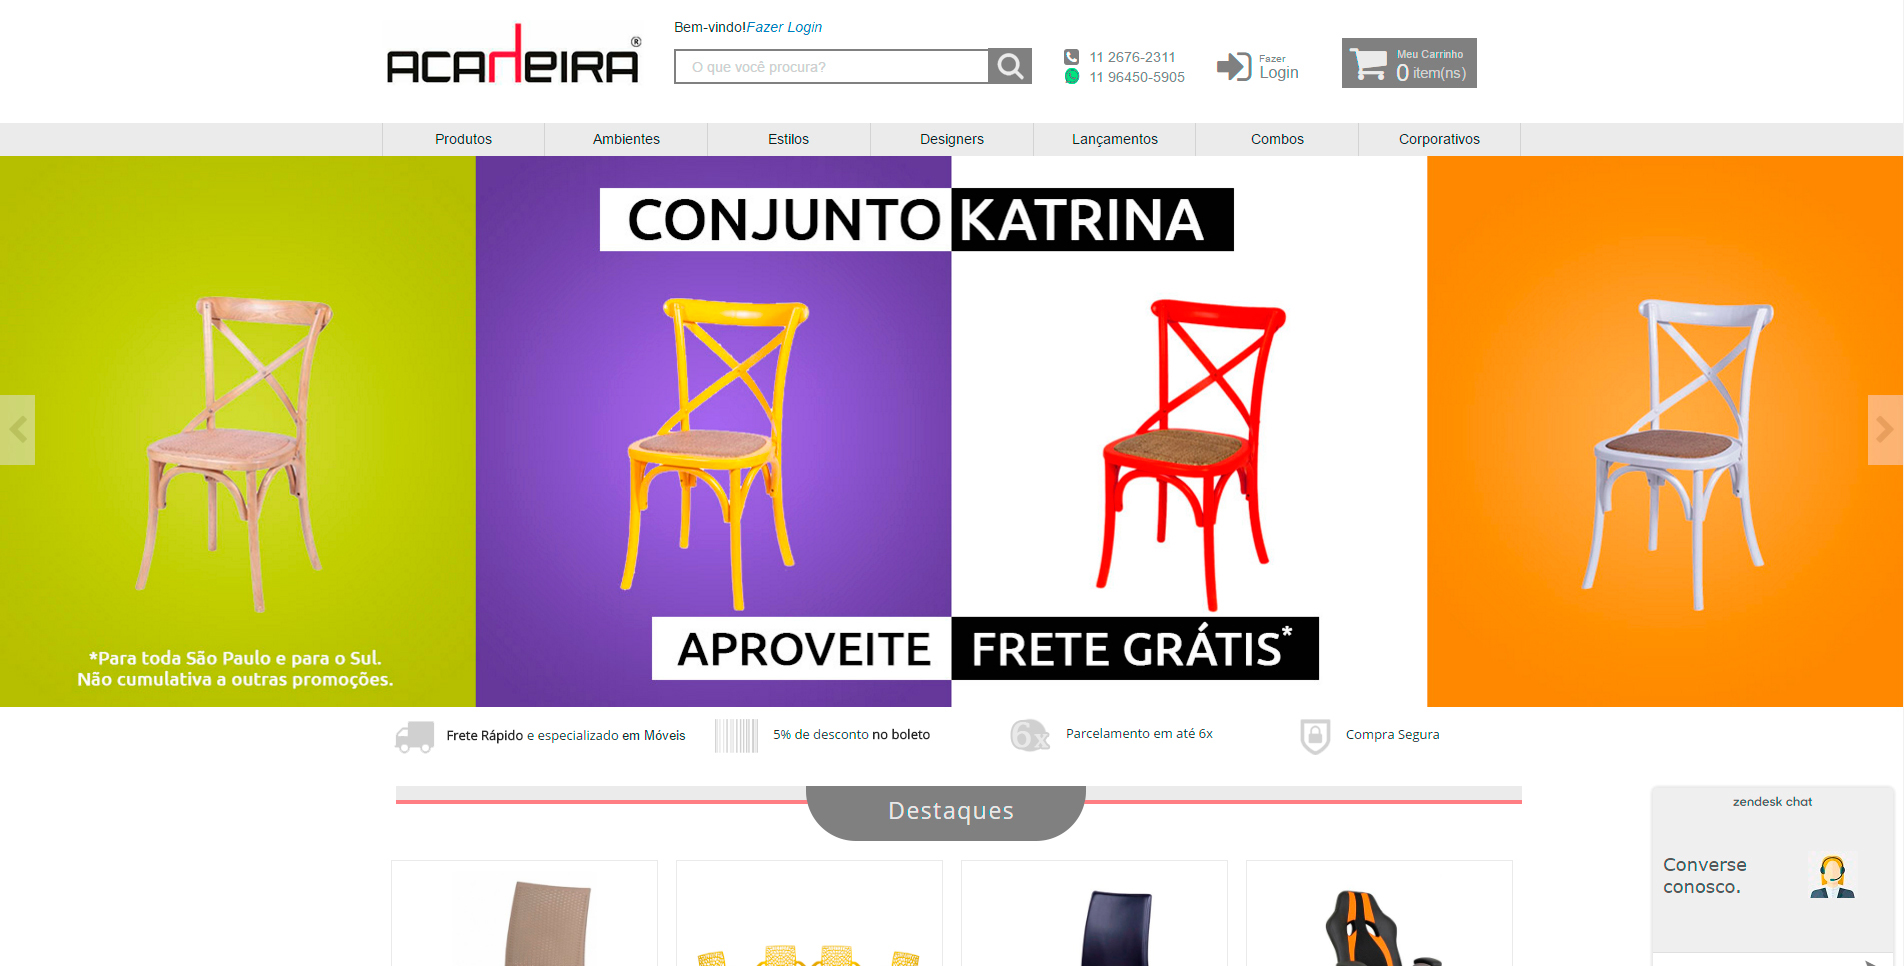 ACADEIRA®
Bem-vindo!Fazer Login
O que você procura?
11 2676-2311
11 96450-5905
Fazer
Login
Meu Carrinho
0 item(ns)
Produtos
Ambientes
Estilos
Designers
Lançamentos
Combos
Corporativos
CONJUNTO KATRINA
APROVEITE FRETE GRÁTIS*
*Para toda São Paulo e para o Sul.
Não cumulativa a outras promoções.
Frete Rápido e especializado em Móveis
5% de desconto no boleto
6x
Parcelamento em até 6x
Compra Segura
Destaques
zendesk chat
Converse
conosco.